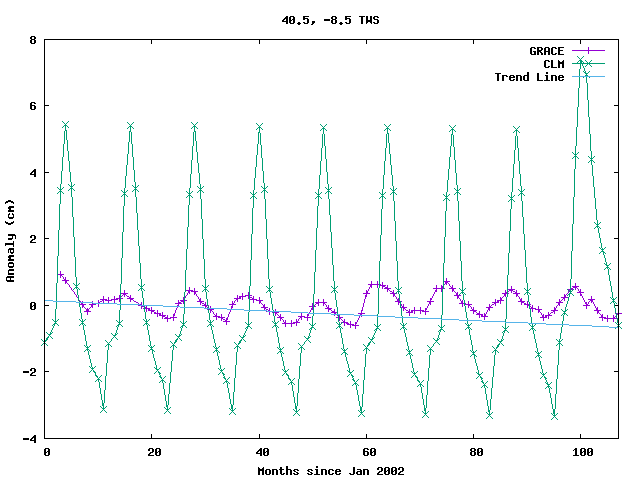 40.5, -8.5 TWS
GRACE
CLM
Trend Line
8
6
4
2
0
-2
-4
Anomaly (cm)
0 20 40 60 80 100
Months since Jan 2002